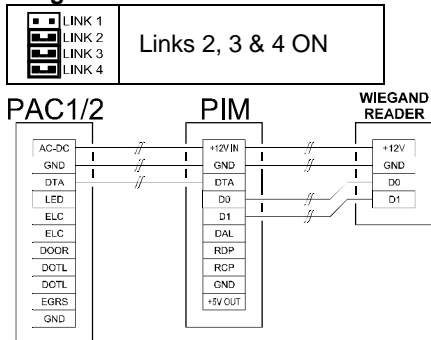 LINK 1
LINK 2
LINK 3
LINK 4
Links 2, 3 & 4 ON
PAC1/2
PIM
WIEGAND
READER
AC-DC
GND
DTA
LED
ELC
ELC
DOOR
DOTL
DOTL
EGRS
GND
+12V IN
GND
DTA
D0
D1
DAL
RDP
RCP
GND
+5V OUT
+12V
GND
D0
D1